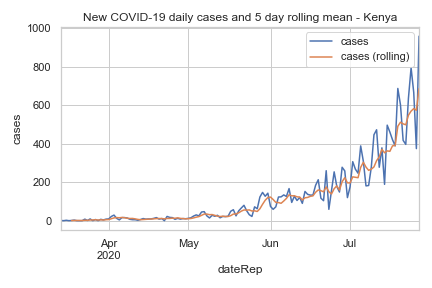 New COVID-19 daily cases and 5 day rolling mean - Kenya
cases
cases (rolling)
1000
800
600
400
200
0
cases
Apr
2020
May
Jun
Jul
dateRep